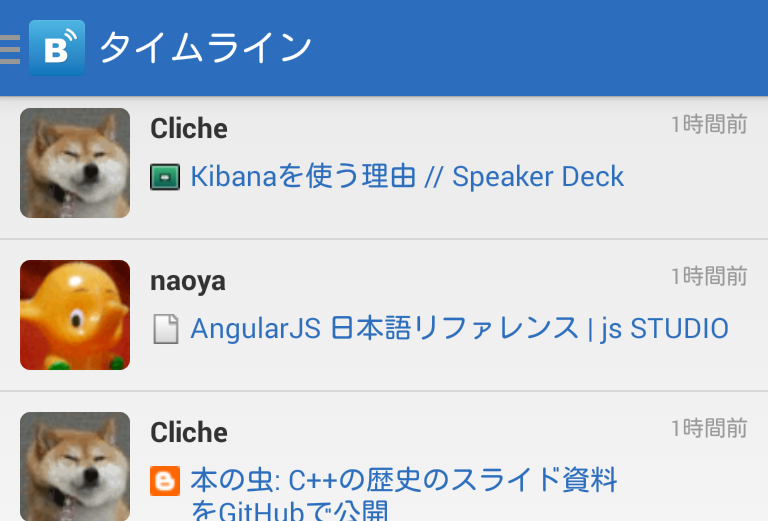 B タイムライン
Cliche 1時間前
Kibanaを使う理由 // Speaker Deck
naoya 1時間前
AngularJS 日本語リファレンス | js STUDIO
Cliche 1時間前
本の虫: C++の歴史のスライド資料
をGitHubで公開